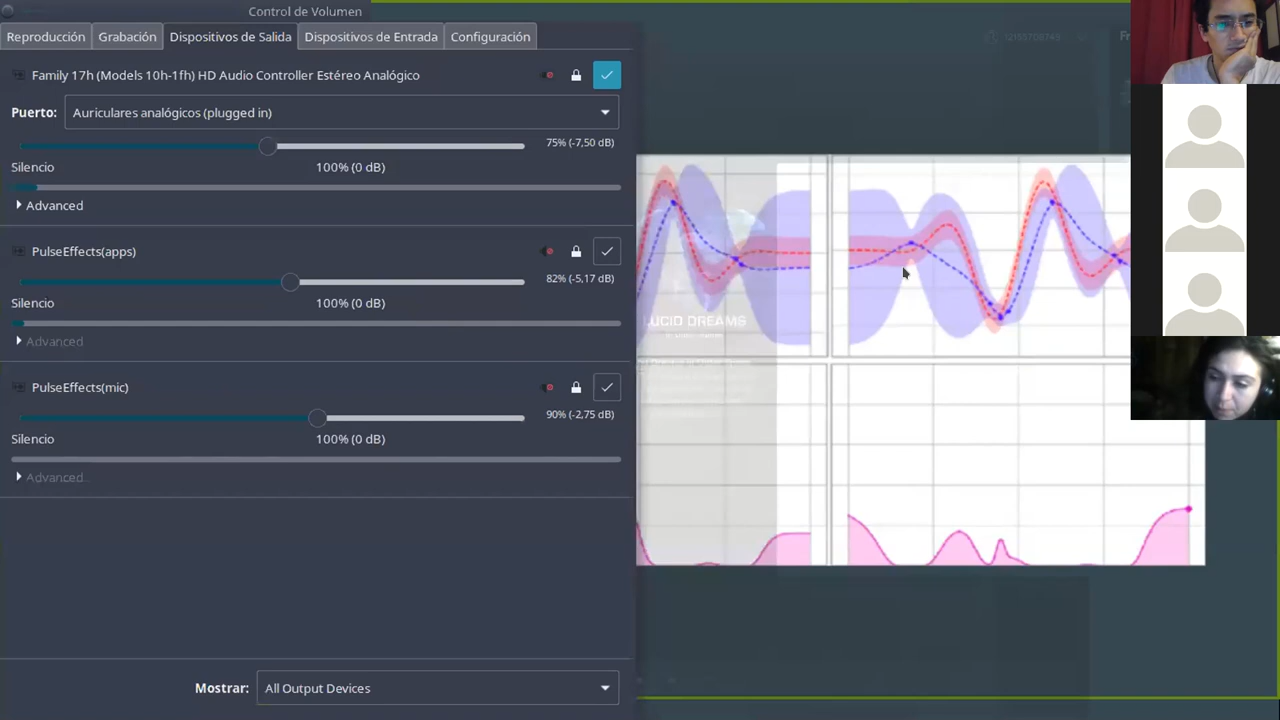 Control de Volumen
Reproducción Grabación Dispositivos de Salida Dispositivos de Entrada Configuración
Family 17h (Models 10h-1fh) HD Audio Controller Estéreo Analógico
Puerto: Auriculares analógicos (plugged in)
75% (-7,50 dB)
Silencio 100% (0 dB)
Advanced
PulseEffects(apps)
82% (-5,17 dB)
Silencio 100% (0 dB)
Advanced
PulseEffects(mic)
90% (-2,75 dB)
Silencio 100% (0 dB)
Advanced
Mostrar: All Output Devices
LUCID DREAMS